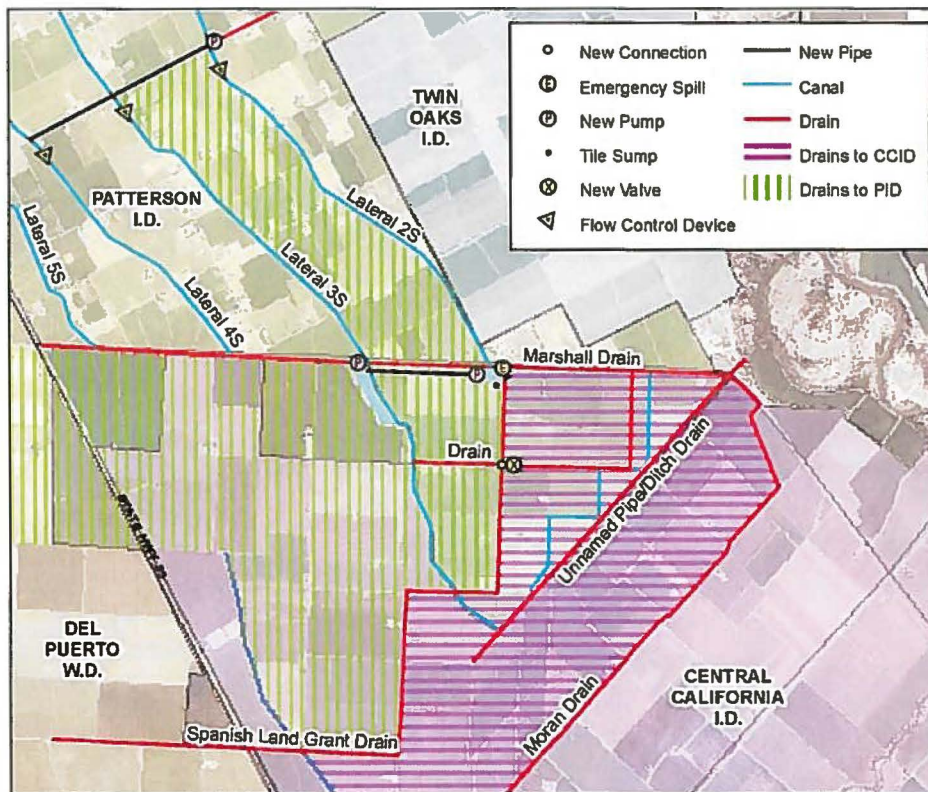 TWIN
OAKS
I.D.
New Connection
Emergency Spill
New Pump
Tile Sump
New Valve
Flow Control Device
New Pipe
Canal
Drain
Drains to CCID
Drains to PID
P
E
P
X
P
PATTERSON
I.D.
Lateral 2S
Lateral 3S
Lateral 4S
Lateral 5S
P
P
E
Marshall Drain
Drain
X
Unnamed Pipe/Ditch Drain
DEL
PUERTO
W.D.
Spanish Land Grant Drain
Moran Drain
CENTRAL
CALIFORNIA
I.D.